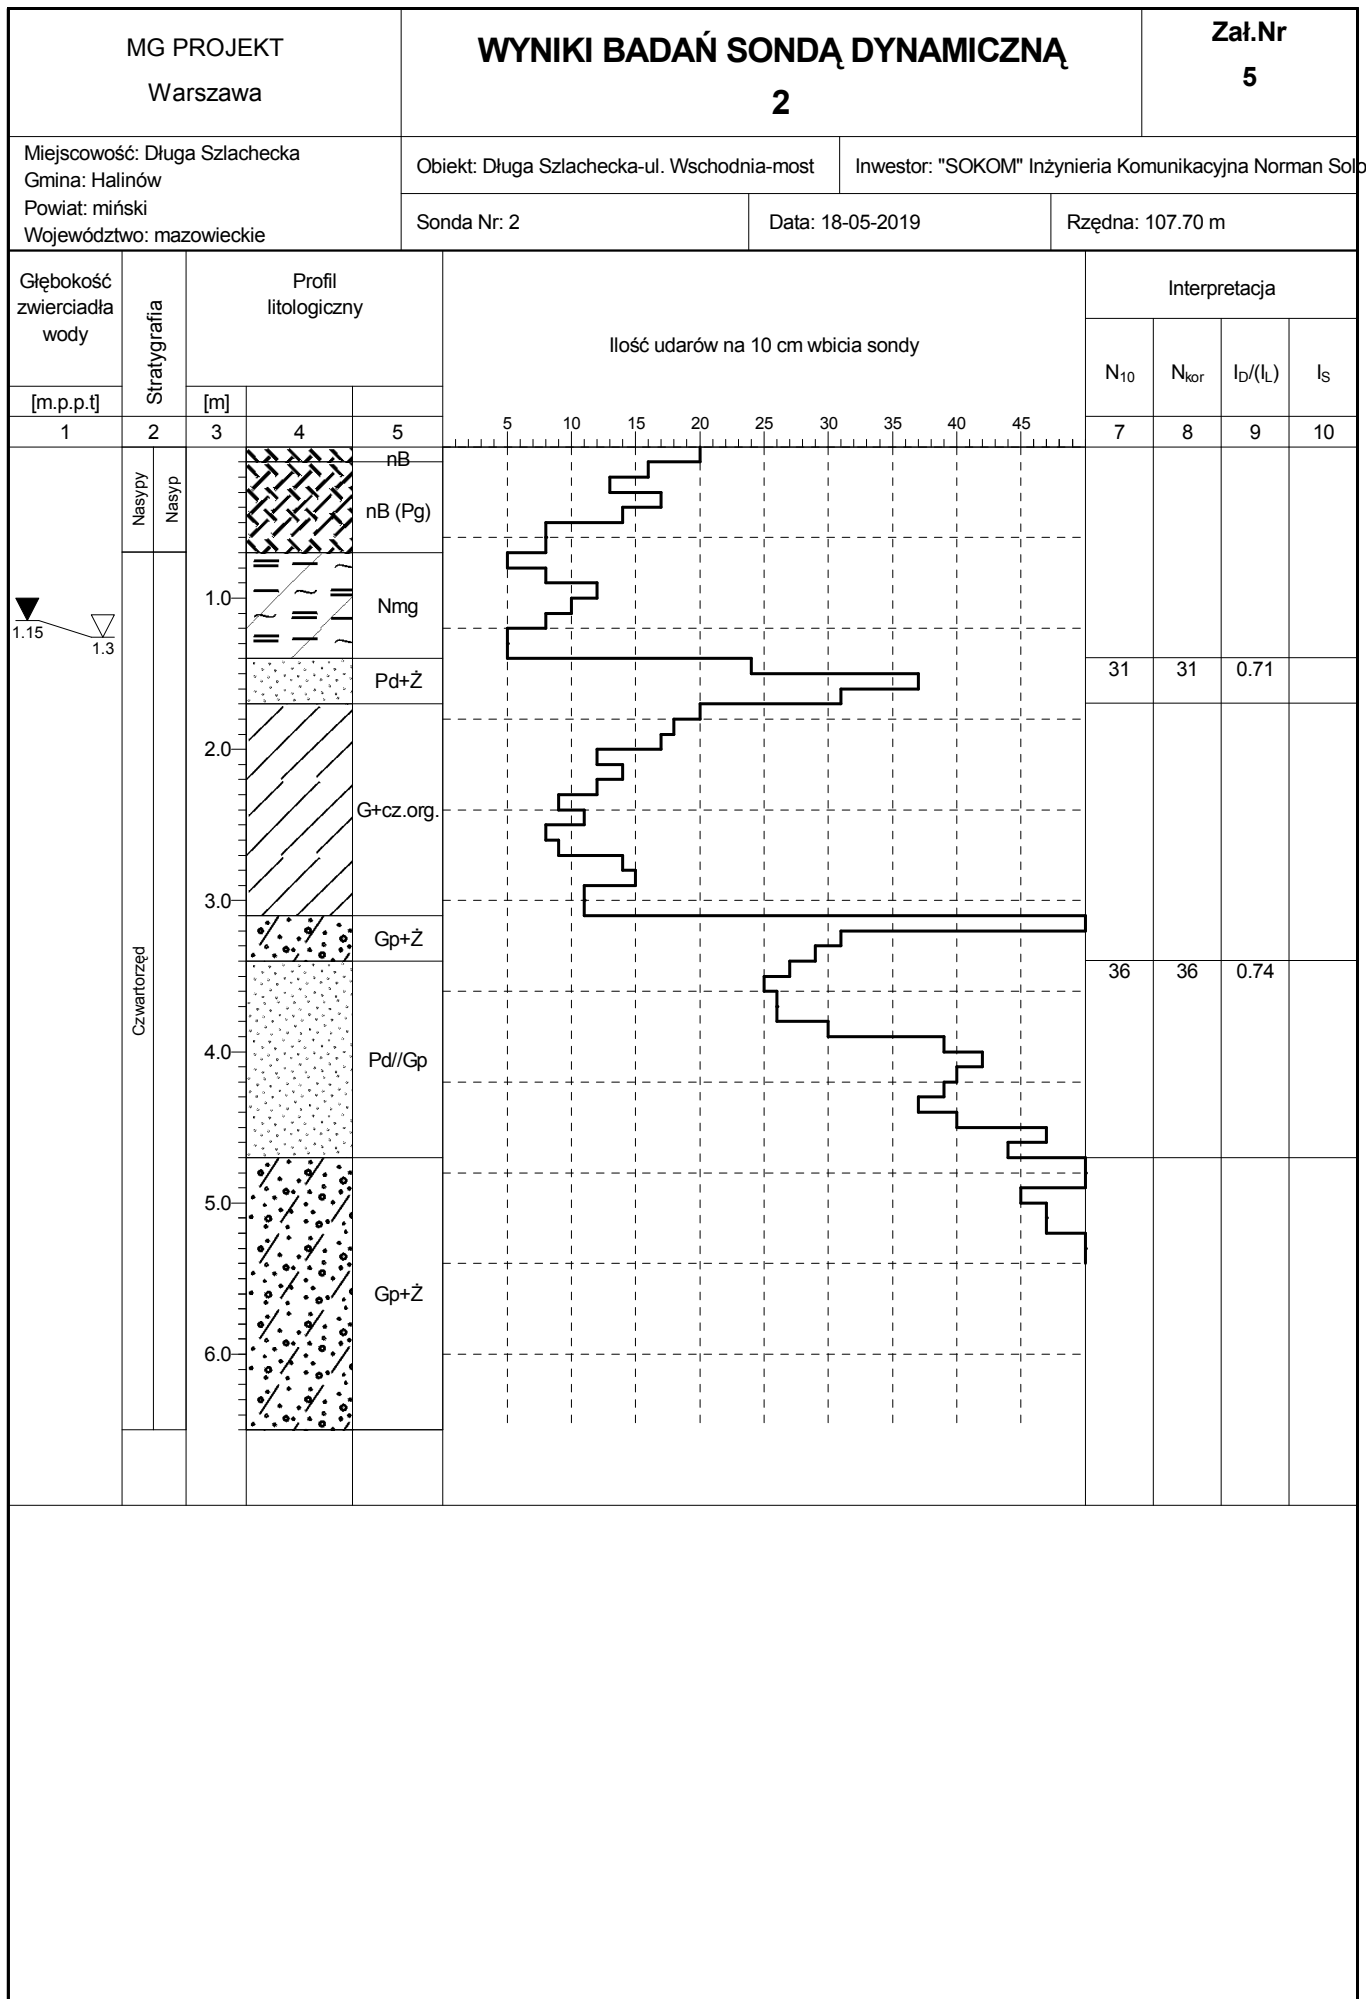 MG PROJEKT
Warszawa
WYNIKI BADAŃ SONDĄ DYNAMICZNĄ
2
Zał.Nr
5
Miejscowość: Długa Szlachecka
Gmina: Halinów
Powiat: miński
Województwo: mazowieckie
Obiekt: Długa Szlachecka-ul. Wschodnia-most
Inwestor: "SOKOM" Inżynieria Komunikacyjna Norman Solo
Sonda Nr: 2
Data: 18-05-2019
Rzędna: 107.70 m
Głębokość
zwierciadła
wody
[m.p.p.t]
Stratygrafia
Profil
litologiczny
[m]
Ilość udarów na 10 cm wbicia sondy
Interpretacja
N10
Nkor
ID/(IL)
IS
1 2 3 4 5
5 10 15 20 25 30 35 40 45
7 8 9 10
Nasypy
Nasyp
nB
nB (Pg)
1.0
Nmg
1.15
1.3
Pd+Ż
31 31 0.71
2.0
G+cz.org.
3.0
Gp+Ż
Czwartorzęd
36 36 0.74
4.0
Pd//Gp
5.0
Gp+Ż
6.0